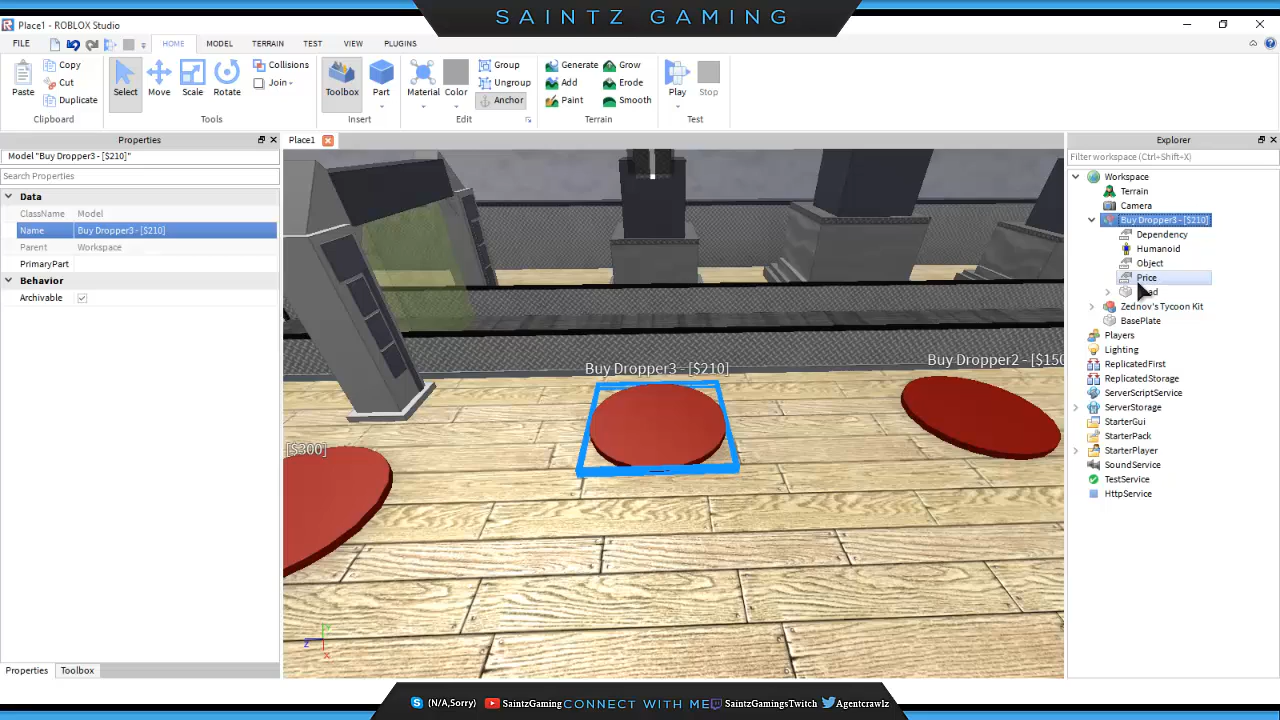 SAINTZ GAMING
Place1 - ROBLOX Studio
FILE HOME MODEL TERRAIN TEST VIEW PLUGINS
Paste Copy Cut Duplicate
Clipboard
Select Move Scale Rotate Collisions Join
Tools
Toolbox Part
Insert
Material Color Group Ungroup Anchor
Edit
Generate Grow
Add Erode
Paint Smooth
Terrain
Play Stop
Test
Properties
Model "Buy Dropper3 - [$210]"
Search Properties
Data
ClassName Model
Name Buy Dropper3 - [$210]
Parent Workspace
PrimaryPart
Behavior
Archivable
Properties Toolbox
Place1
Buy Dropper3 - [$210]
Buy Dropper2 - [$150
[$300]
Explorer
Filter workspace (Ctrl+Shift+X)
Workspace
Terrain
Camera
Buy Dropper3 - [$210]
Dependency
Humanoid
Object
Price
Zednov's Tycoon Kit
BasePlate
Players
Lighting
ReplicatedFirst
ReplicatedStorage
ServerScriptService
ServerStorage
StarterGui
StarterPack
StarterPlayer
SoundService
TestService
HttpService
(N/A,Sorry) SaintzGaming CONNECT WITH ME SaintzGamingsTwitch Agentcrawlz